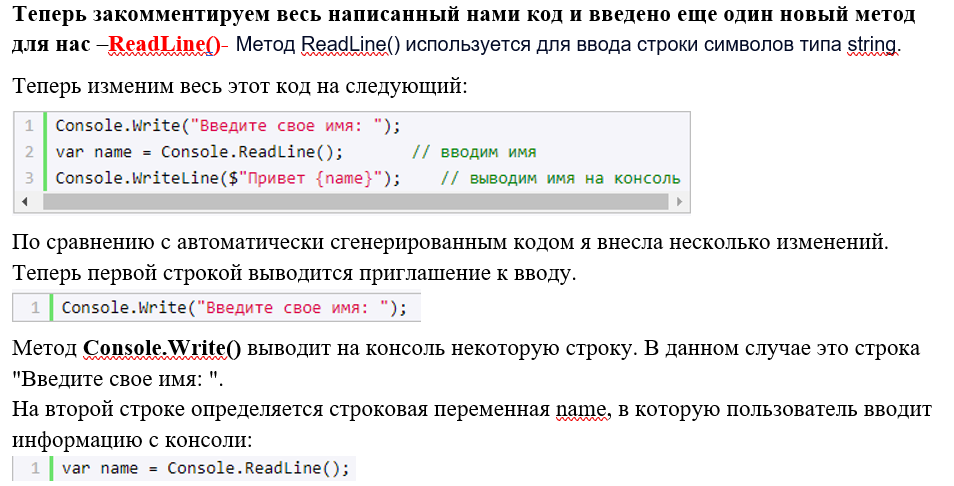 Теперь закомментируем весь написанный нами код и введено еще один новый метод
для нас –ReadLine()- Метод ReadLine() используется для ввода строки символов типа string.
Теперь изменим весь этот код на следующий:
1 Console.Write("Введите свое имя: ");
2 var name = Console.ReadLine(); // вводим имя
3 Console.WriteLine($"Привет {name}"); // выводим имя на консоль
По сравнению с автоматически сгенерированным кодом я внесла несколько изменений.
Теперь первой строкой выводится приглашение к вводу.
1 Console.Write("Введите свое имя: ");
Метод Console.Write() выводит на консоль некоторую строку. В данном случае это строка
"Введите свое имя: ".
На второй строке определяется строковая переменная name, в которую пользователь вводит
информацию с консоли:
1 var name = Console.ReadLine();